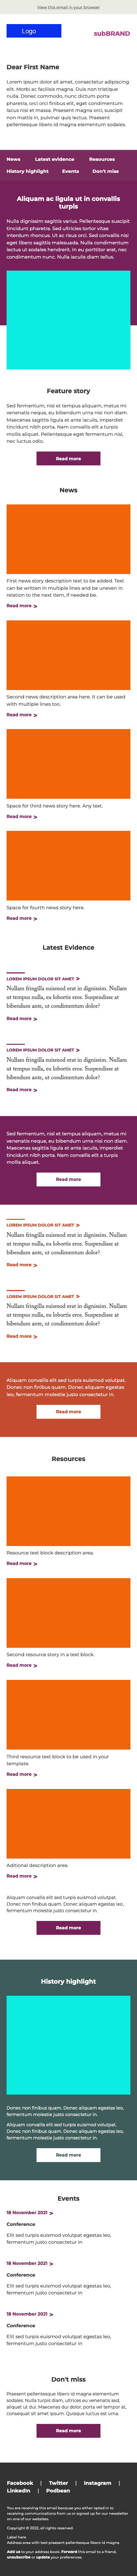 View this email in your browser
Logo
subBRAND
Dear First Name
Lorem ipsum dolor sit amet, consectetur adipiscing
elit. Morbi ac facilisis magna. Duis non tristique
nulla. Donec commodo, nunc dictum porta
pharetra, orci orci finibus elit, eget condimentum
lacus nisi et massa. Praesent magna orci, suscipit
non mattis in, pulvinar quis lectus. Praesent
pellentesque libero id magna consequat sodales.
News
Latest evidence
Resources
History highlight
Events
Don't miss
Aliquam ac ligula ut in convallis
turpis
Nulla dignissim sagittis varius. Pellentesque suscipit
tincidunt pharetra. Sed ultrices tortor vitae
interdum rhoncus. Ut ac risus orci. Sed convallis nisl
eget libero sagittis malesuada. Nulla condimentum
lectus ut sodales hendrerit. In eu porttitor erat, nec
condimentum nunc. Nulla iaculis diam tellus.
Feature story
Sed fermentum, nisl at tempus aliquam, metus mi
venenatis neque, eu bibendum urna nisi non diam.
Maecenas sagittis ligula et ante iaculis, imperdiet
tincidunt nibh porta. Nam convallis elit a turpis
mollis aliquet. Pellentesque eget fermentum nisl,
nec luctus odio.
Read more
News
First news story description text to be added. Text
can be written in multiple lines and be uneven in
relation to the next item, if needed be.
Read more >
Second news description area here. It can be used
with multiple lines too.
Read more >
Space for third news story here. Any text.
Read more >
Space for fourth news story here.
Read more >
Latest Evidence
LOREM IPSUM DOLOR SIT AMET >
Nullam fringilla euismod erat in dignissim. Nullam
ut tempus nulla, eu lobortis eros. Suspendisse at
bibendum ante, ut condimentum dolor?
Read more >
LOREM IPSUM DOLOR SIT AMET >
Nullam fringilla euismod erat in dignissim. Nullam
ut tempus nulla, eu lobortis eros. Suspendisse at
bibendum ante, ut condimentum dolor?
Read more >
Sed fermentum, nisl et tempus aliquam, metus mi
venenatis naque, eu bibendum urna nisl non diam.
Maecenas sagittis ligula et ante iaculis, imperdiet
tincidunt nibh porta. Nam convallis elit a turpis
mollis aliquat.
Read more
LOREM IPSUM DOLOR SIT AMET >
Nullam fringilla euismod erat in dignissim. Nullam
ut tempus nulla, eu lobortis eros. Suspendisse at
bibendum ante, ut condimentum dolor?
Read more >
LOREM IPSUM DOLOR SIT AMET >
Nullam fringilla euismod erat in dignissim. Nullam
ut tempus nulla, eu lobortis eros. Suspendisse at
bibendum ante, ut condimentum dolor?
Read more >
Aliquam convallis elit sed turpis euismod volutpat.
Donec non finibus quam. Donec aliquam egestas
leo, fermentum molestie justo consectetur in.
Read more
Resources
Resource text block description area.
Read more >
Second resource story in a text block.
Read more >
Third resource text block to be used in your
template.
Read more >
Aditional description area.
Read more >
Aliquam convallis elit sed turpis euismod volutpat.
Donec non finibus quam. Donec aliquam egestas leo,
fermentum molestie justo consectetur in.
Read more
History highlight
Donec non finibus quam. Donec aliquam egestas leo,
fermentum molestie justo consectetur in.
Aliquam convallis elit sed turpis euismod volutpat.
Donec non finibus quam. Donec aliquam egestas leo,
fermentum molestie justo consectetur in.
Read more
Events
18 November 2021 >
Conference
Elit sed turpis euismod volutpat egestas leo,
fermentum justo consectetur in
18 November 2021 >
Conference
Elit sed turpis euismod volutpat egestas leo,
fermentum justo consectetur in
18 November 2021 >
Conference
Elit sed turpis euismod volutpat egestas leo,
fermentum justo consectetur in
Don't miss
Praesent pellentesque libero id magna elementum
sodales. Nulla turpis diam, ultrices eu venenatis sed,
aliquet ut dui. Maecenas dui dolor, porta vel tempor at,
consequat sit amet ipsum. Quisque luctus est urna.
Read more
Facebook | Twitter | Instagram |
LinkedIn | Podbean
You are receiving this email because you either opted in to
receiving communications from us or signed up for our newsletter
on one of our websites.
Copyright © 2022, all rights reserved.
Label here
Address area with text praesent pellentesque libero id magna
Add us to your address book. Forward this email to a friend.
unsubscribe or update your preferences